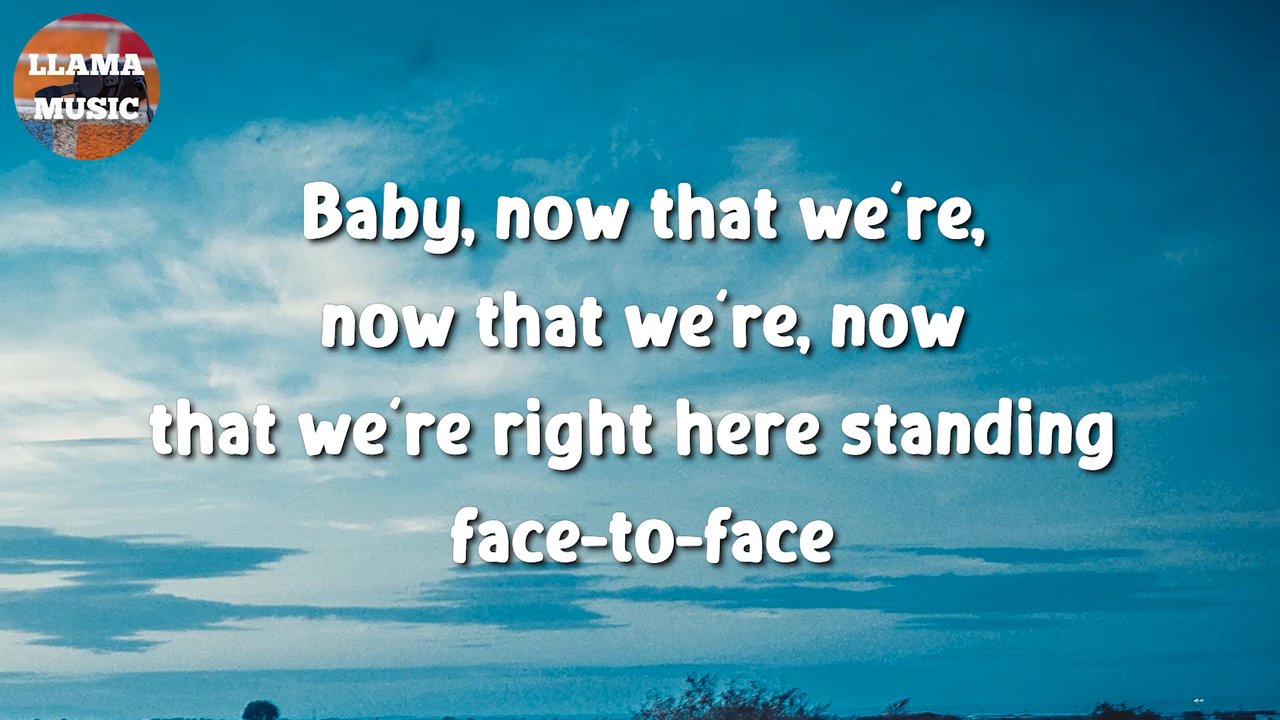 LLAMA
MUSIC
Baby, now that we're,
now that we're, now
that we're right here standing
face-to-face